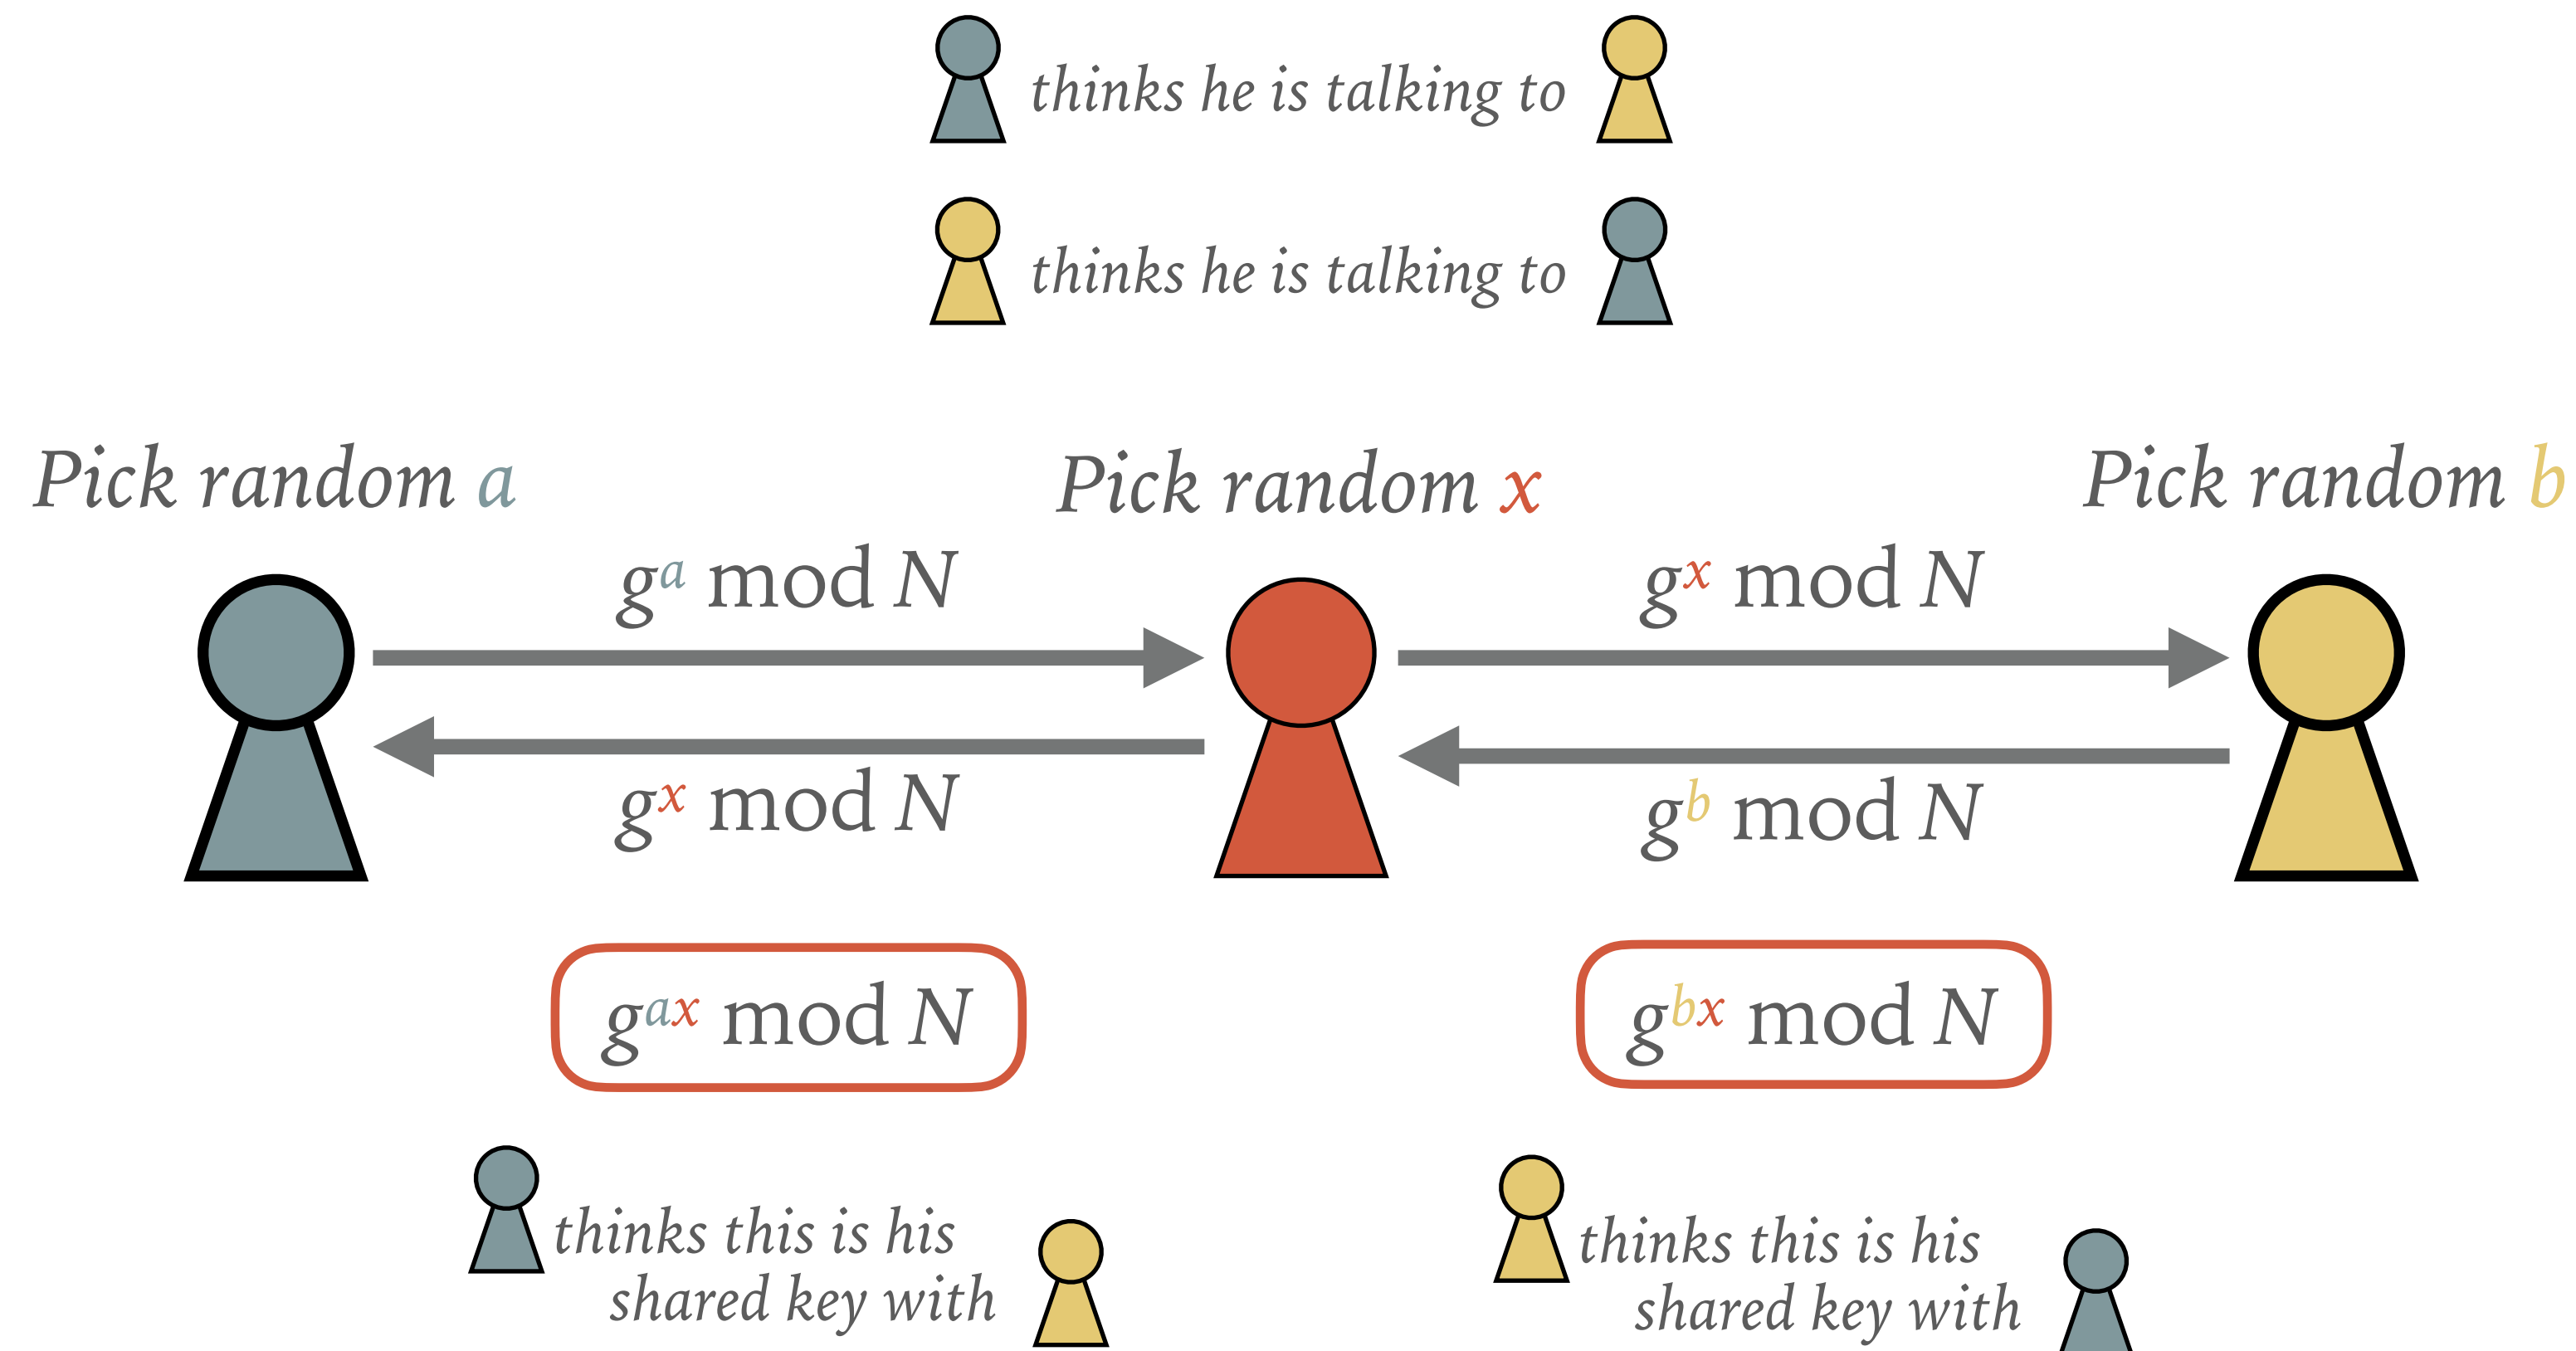 thinks he is talking to
thinks he is talking to
Pick random a
Pick random x
Pick random b
gᵃ mod N
gˣ mod N
gˣ mod N
gᵇ mod N
gᵃˣ mod N
gᵇˣ mod N
thinks this is his
shared key with
thinks this is his
shared key with